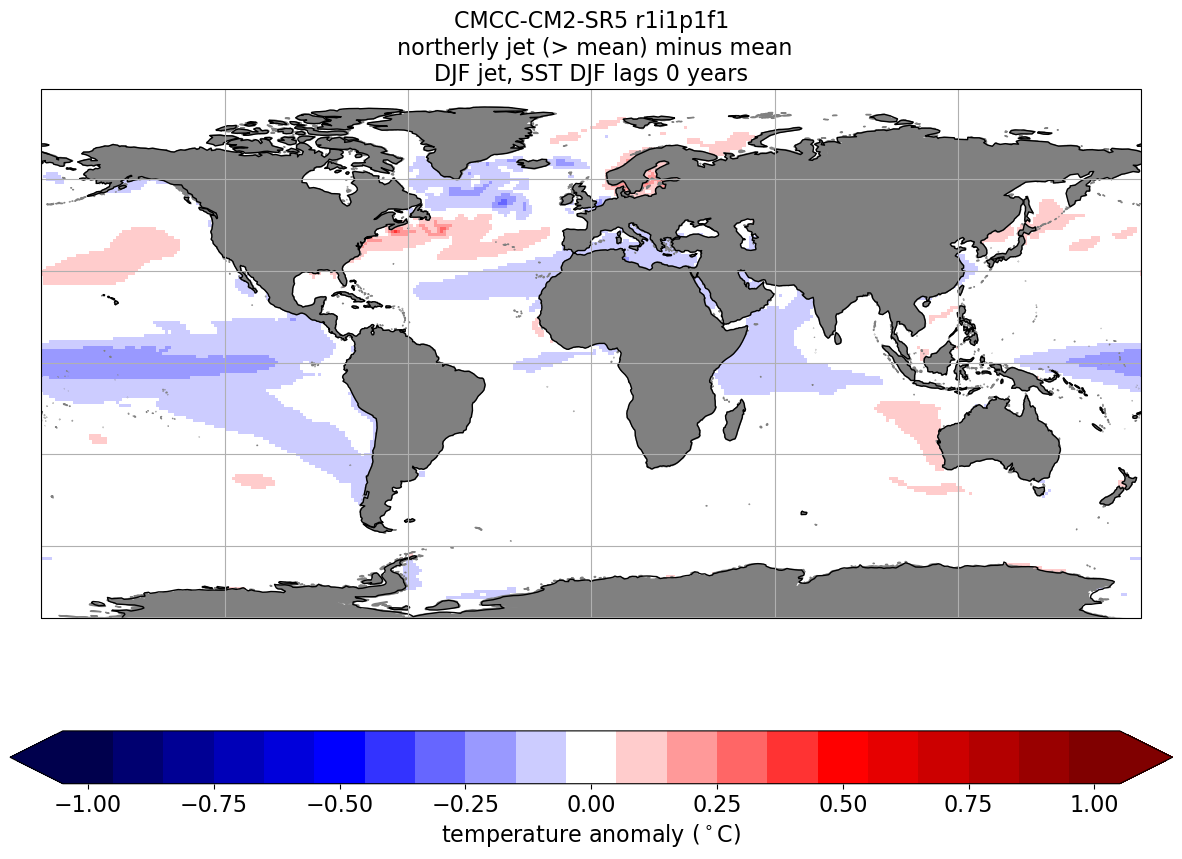 CMCC-CM2-SR5 r1i1p1f1
northerly jet (> mean) minus mean
DJF jet, SST DJF lags 0 years
−1.00 −0.75 −0.50 −0.25 0.00 0.25 0.50 0.75 1.00
temperature anomaly (°C)